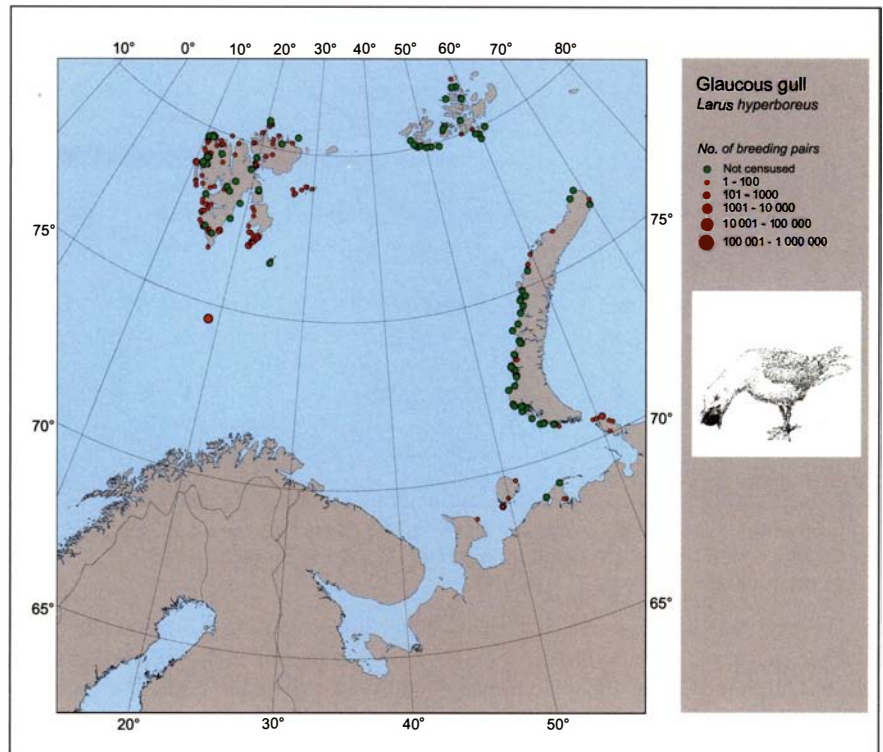 10° 0° 10° 20° 30° 40° 50° 60° 70° 80°
75° 75°
70° 70°
65° 65°
20° 30° 40° 50°
Glaucous gull
Larus hyperboreus
No. of breeding pairs
Not censused
1 - 100
101 - 1000
1001 - 10 000
10 001 - 100 000
100 001 - 1 000 000